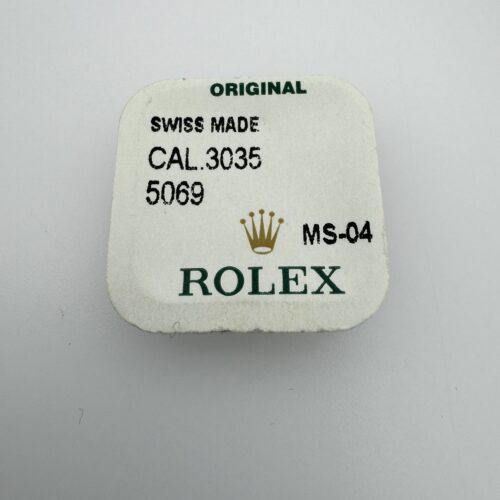 ORIGINAL
SWISS MADE
CAL.3035
5069
MS-04
ROLEX